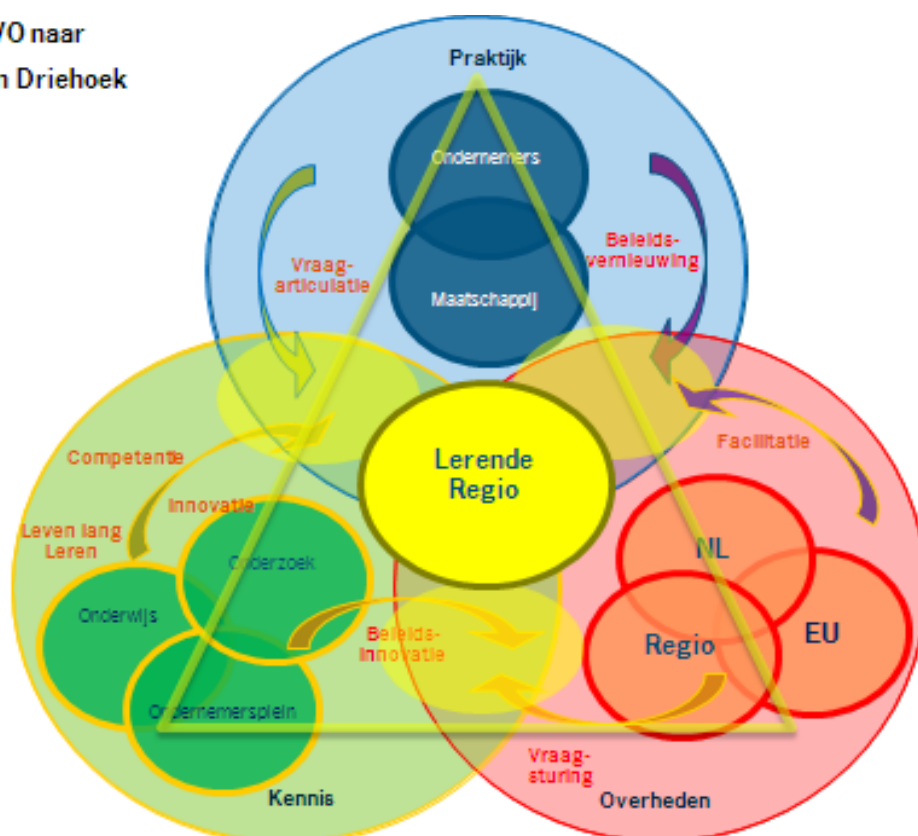 VO naar
n Driehoek
Praktijk
Ondernemers
Maatschappij
Vraag-
articulatie
Beleids-
vernieuwing
Lerende
Regio
Competentie
Innovatie
Leven lang
Leren
Onderzoek
Onderwijs
Ondernemersplein
Kennis
Beleids-
innovatie
Facilitatie
NL
EU
Regio
Vraag-
sturing
Overheden